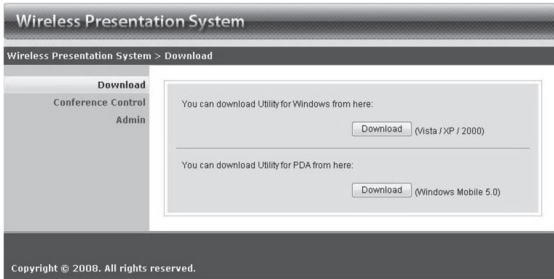 Wireless Presentation System
Wireless Presentation System > Download
Download
Conference Control
Admin
You can download Utility for Windows from here:
Download (Vista / XP / 2000)
You can download Utility for PDA from here:
Download (Windows Mobile 5.0)
Copyright © 2008. All rights reserved.